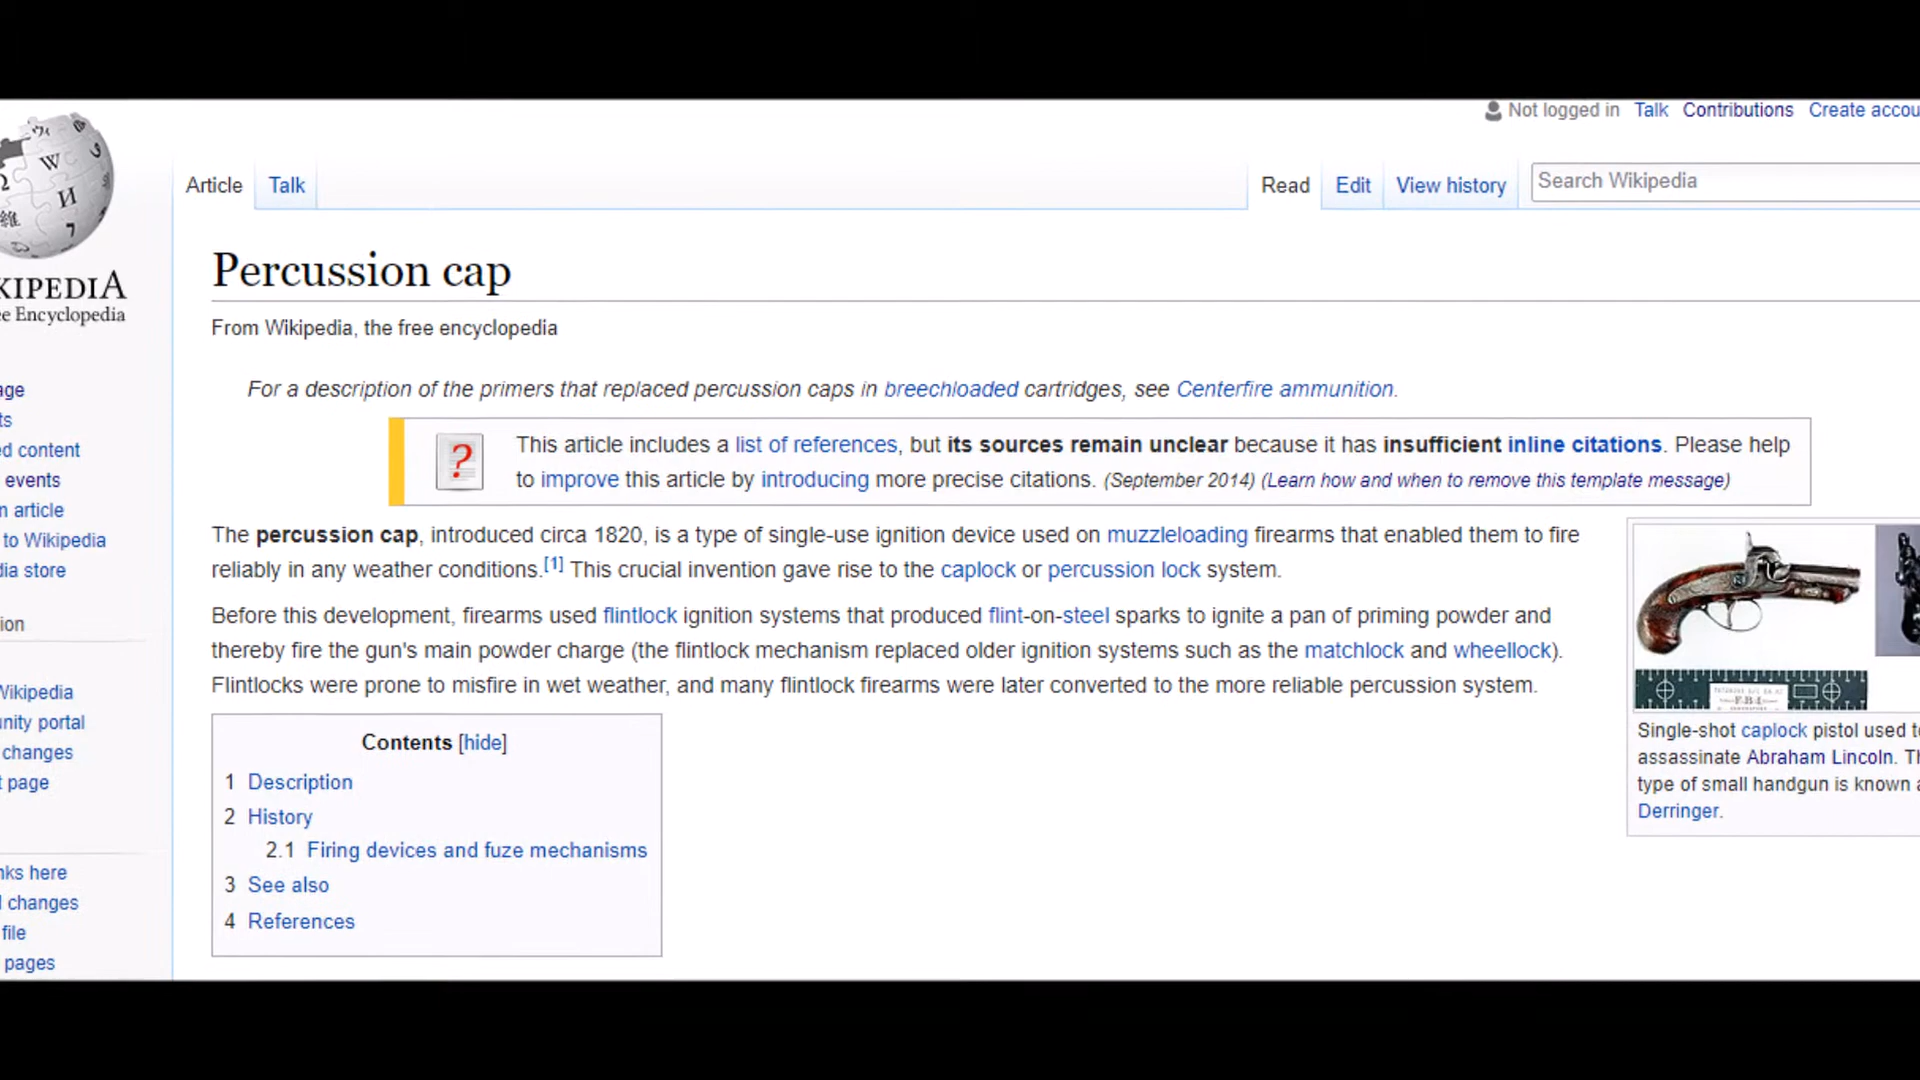 Not logged in Talk Contributions Create accou
Article Talk Read Edit View history Search Wikipedia
KIPEDIA
e Encyclopedia
Percussion cap
From Wikipedia, the free encyclopedia
For a description of the primers that replaced percussion caps in breechloaded cartridges, see Centerfire ammunition.
This article includes a list of references, but its sources remain unclear because it has insufficient inline citations. Please help
to improve this article by introducing more precise citations. (September 2014) (Learn how and when to remove this template message)
The percussion cap, introduced circa 1820, is a type of single-use ignition device used on muzzleloading firearms that enabled them to fire
reliably in any weather conditions.[1] This crucial invention gave rise to the caplock or percussion lock system.
Before this development, firearms used flintlock ignition systems that produced flint-on-steel sparks to ignite a pan of priming powder and
thereby fire the gun's main powder charge (the flintlock mechanism replaced older ignition systems such as the matchlock and wheellock).
Flintlocks were prone to misfire in wet weather, and many flintlock firearms were later converted to the more reliable percussion system.
Contents [hide]
1 Description
2 History
2.1 Firing devices and fuze mechanisms
3 See also
4 References
Single-shot caplock pistol used t
assassinate Abraham Lincoln. Th
type of small handgun is known a
Derringer.
age
ts
ed content
events
n article
to Wikipedia
dia store
ion
Wikipedia
unity portal
changes
t page
nks here
d changes
file
pages